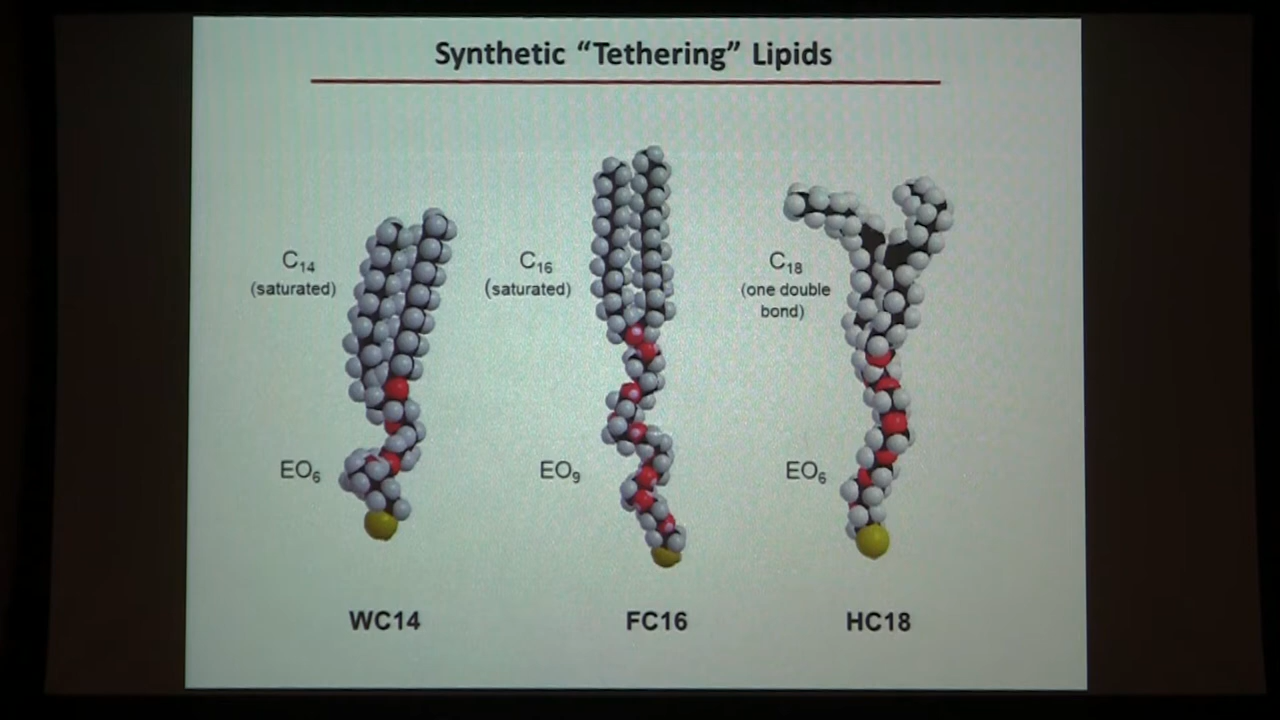 Synthetic “Tethering” Lipids
C₁₄
(saturated)
C₁₆
(saturated)
C₁₈
(one double
bond)
EO₆
EO₉
EO₆
WC14
FC16
HC18